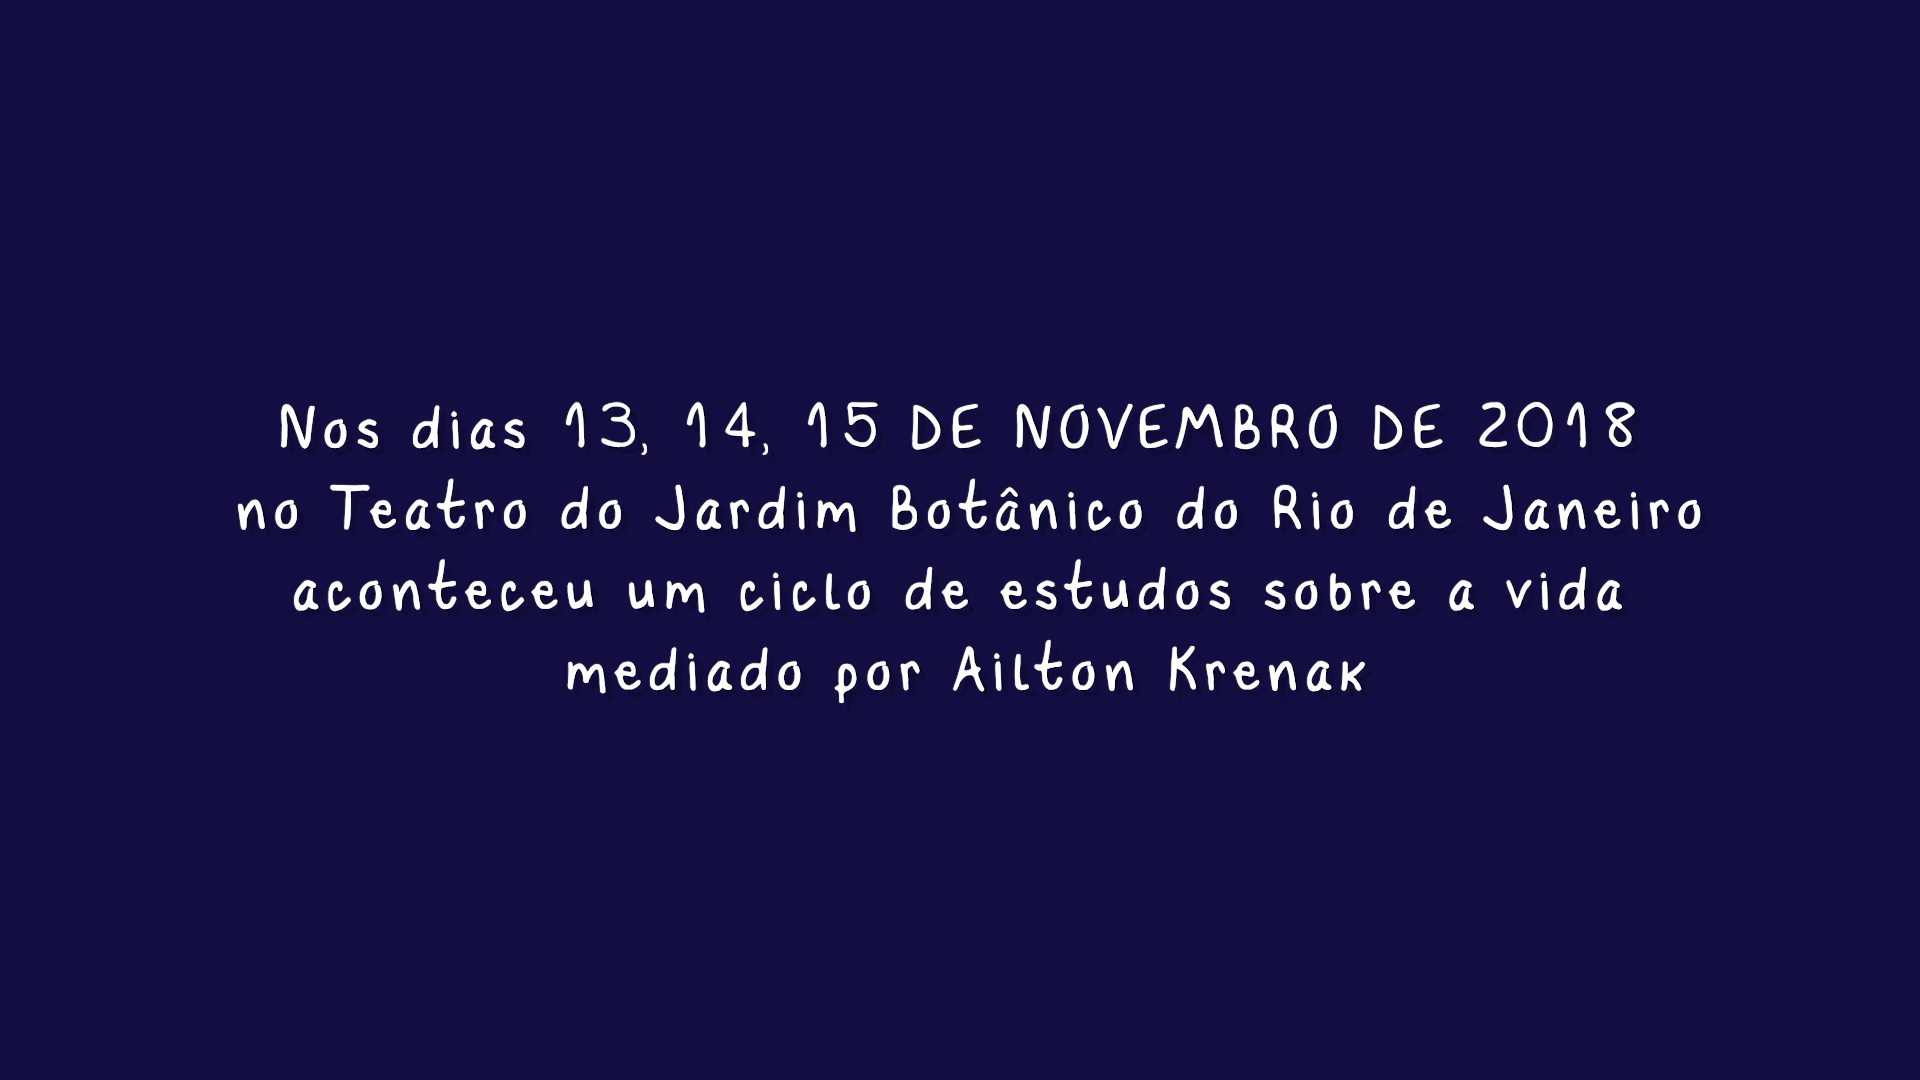 Nos dias 13, 14, 15 DE NOVEMBRO DE 2018
no Teatro do Jardim Botânico do Rio de Janeiro
aconteceu um ciclo de estudos sobre a vida
mediado por Ailton Krenak